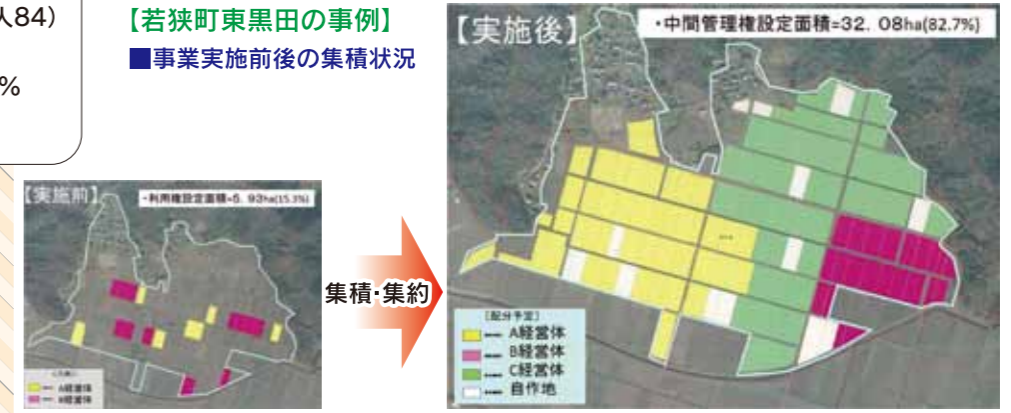 人84)
%
【若狭町東黒田の事例】
■事業実施前後の集積状況
【実施前】
・利用権設定面積=5.93ha(15.3%)
A経営体
B経営体
集積・集約
【実施後】
・中間管理権設定面積=32.08ha(82.7%)
[配分予定]
A経営体
B経営体
C経営体
自作地